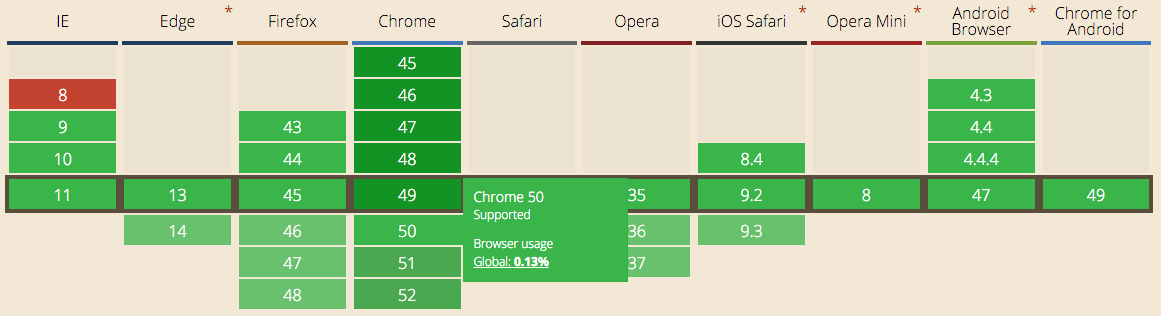 IE Edge * Firefox Chrome Safari Opera iOS Safari * Opera Mini * Android Browser * Chrome for Android
45
8 46 4.3
9 43 47 4.4
10 44 48 8.4 4.4.4
11 13 45 49 35 9.2 8 47 49
14 46 50 36 9.3
47 51 37
48 52
Chrome 50
Supported
Browser usage
Global: 0.13%